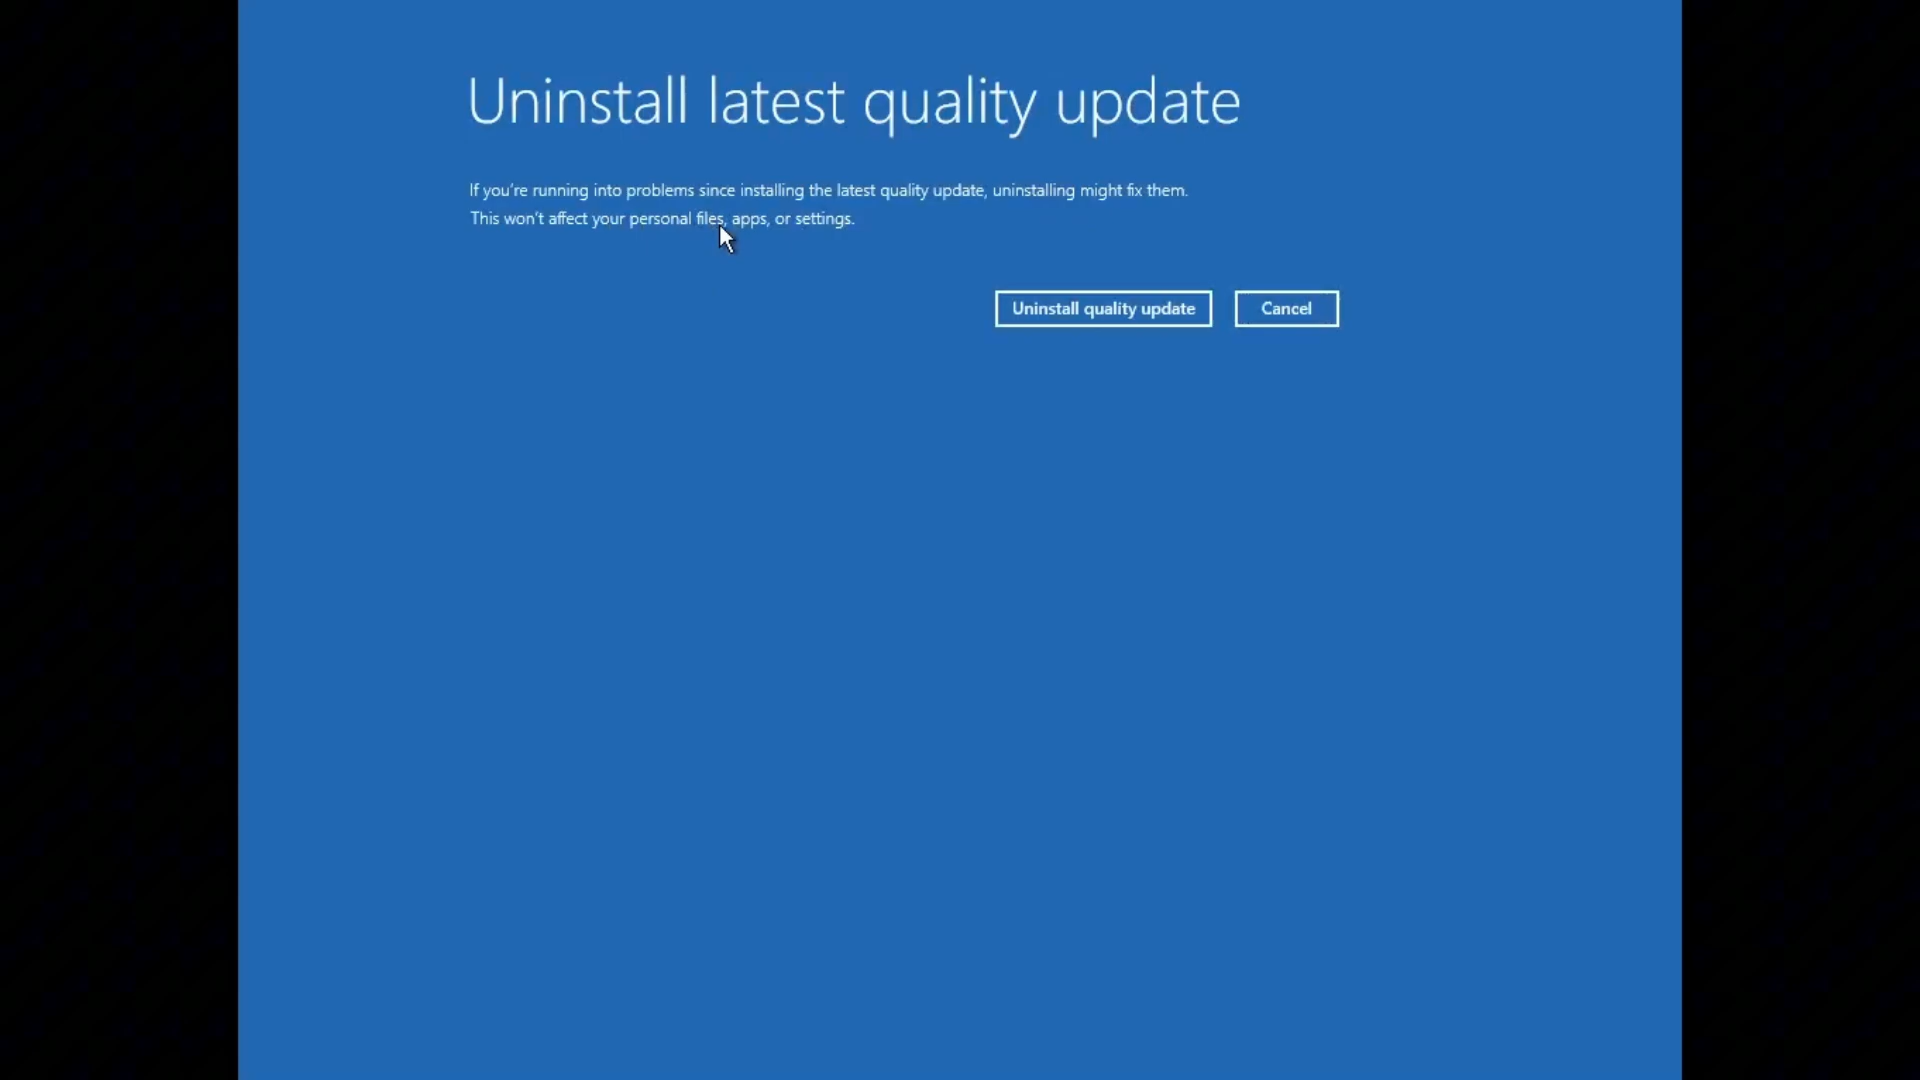 Uninstall latest quality update
If you're running into problems since installing the latest quality update, uninstalling might fix them.
This won't affect your personal files, apps, or settings.
Uninstall quality update
Cancel